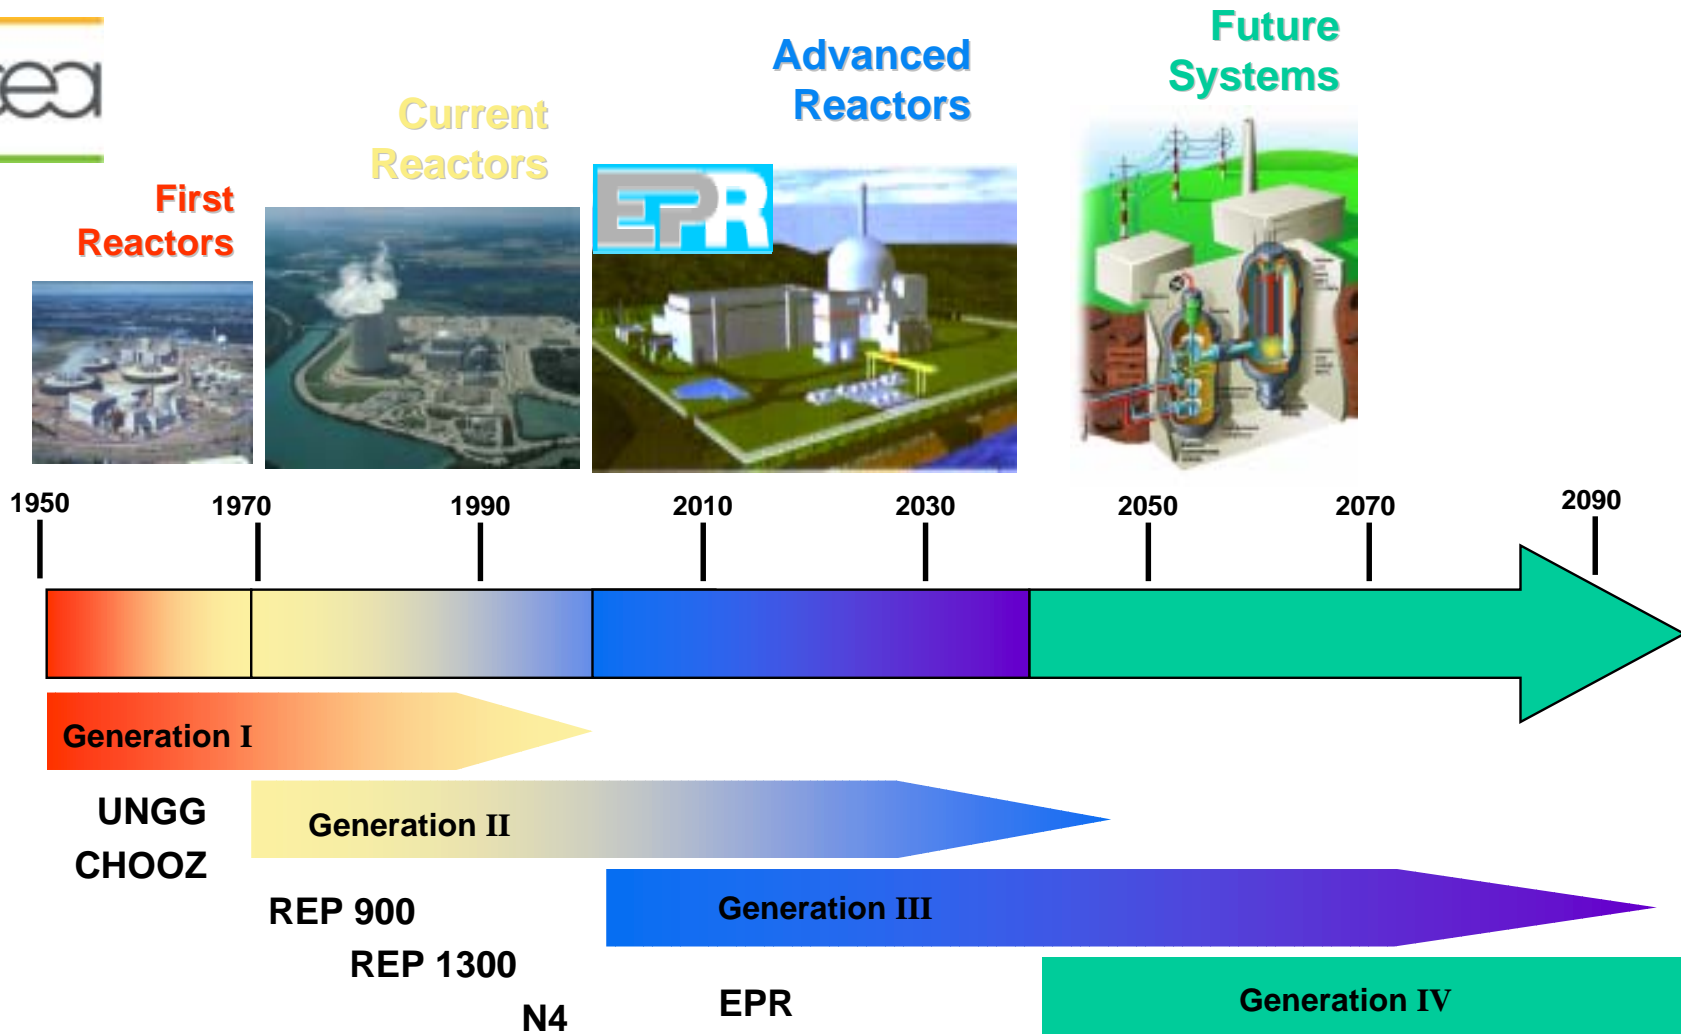 cea
First
Reactors
Current
Reactors
EPR
Advanced
Reactors
Future
Systems
1950
1970
1990
2010
2030
2050
2070
2090
Generation I
UNGG
CHOOZ
Generation II
REP 900
REP 1300
N4
Generation III
EPR
Generation IV